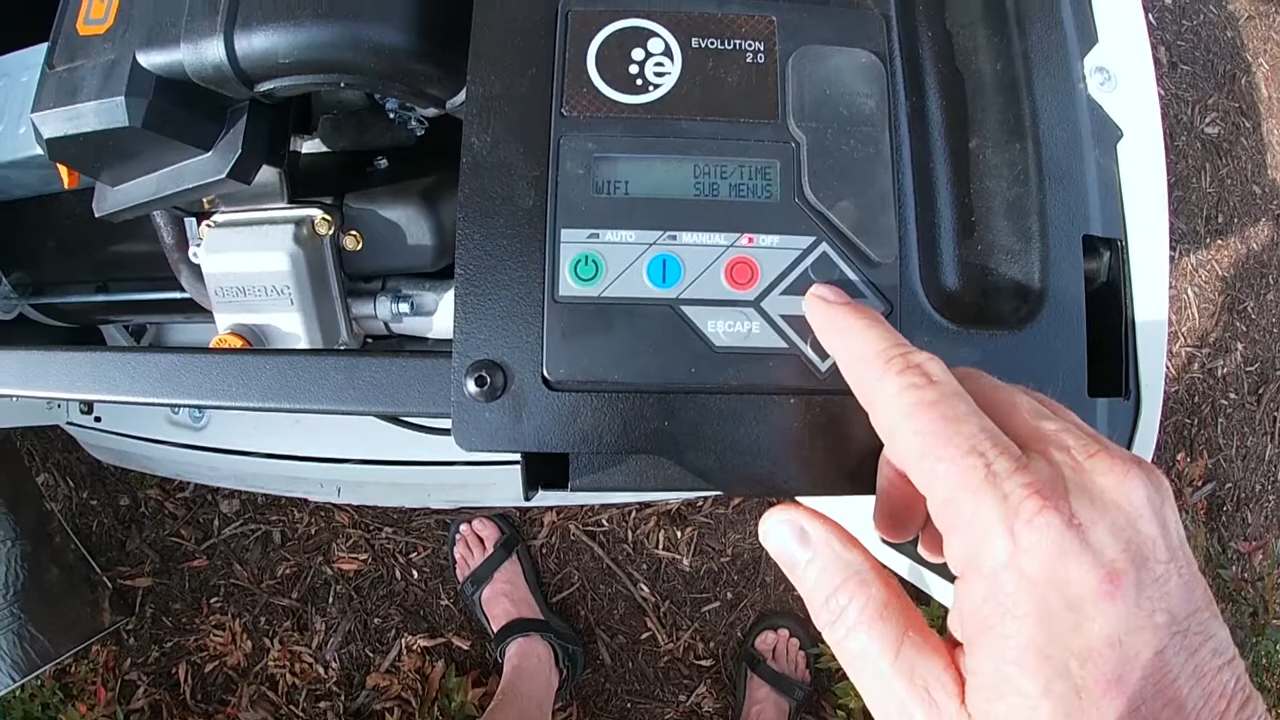 EVOLUTION
2.0
e
DATE/TIME
WIFI SUB MENUS
AUTO MANUAL OFF
ESCAPE
GENERAC